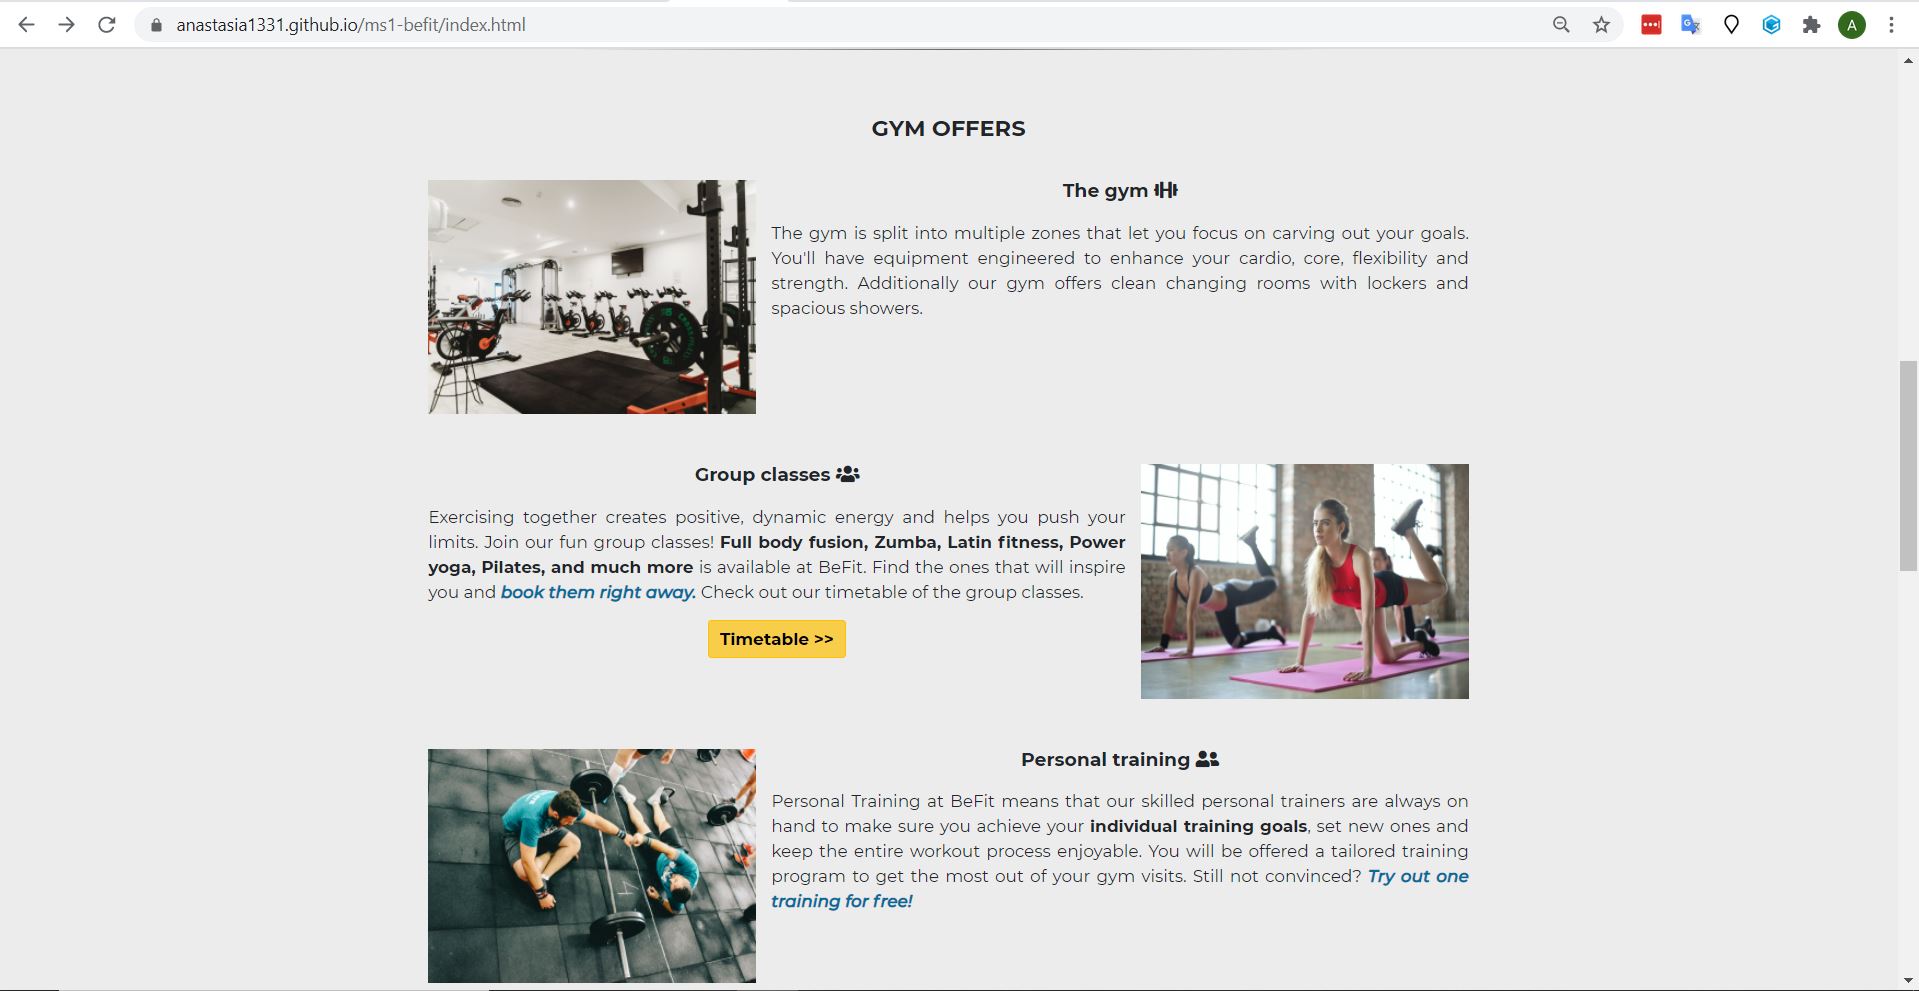 anastasia1331.github.io/ms1-befit/index.html
A
GYM OFFERS
The gym
The gym is split into multiple zones that let you focus on carving out your goals.
You'll have equipment engineered to enhance your cardio, core, flexibility and
strength. Additionally our gym offers clean changing rooms with lockers and
spacious showers.
Group classes
Exercising together creates positive, dynamic energy and helps you push your
limits. Join our fun group classes! Full body fusion, Zumba, Latin fitness, Power
yoga, Pilates, and much more is available at BeFit. Find the ones that will inspire
you and book them right away. Check out our timetable of the group classes.
Timetable >>
Personal training
Personal Training at BeFit means that our skilled personal trainers are always on
hand to make sure you achieve your individual training goals, set new ones and
keep the entire workout process enjoyable. You will be offered a tailored training
program to get the most out of your gym visits. Still not convinced? Try out one
training for free!